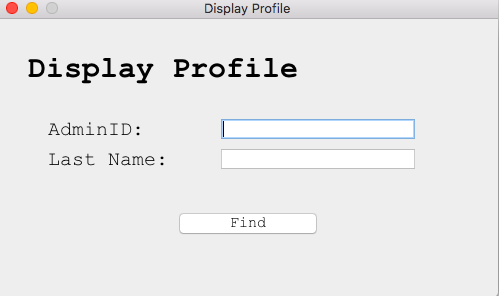 Display Profile
Display Profile
AdminID:
Last Name:
Find